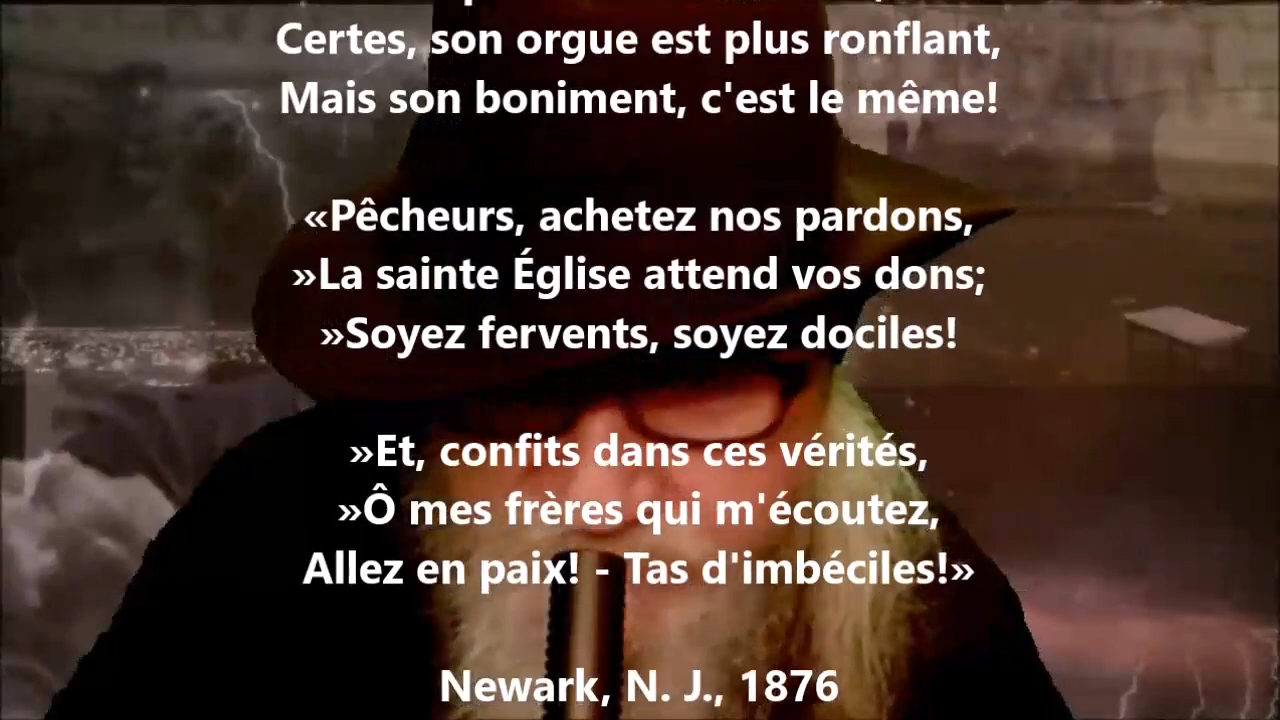 Certes, son orgue est plus ronflant,
Mais son boniment, c'est le même!
«Pêcheurs, achetez nos pardons,
»La sainte Église attend vos dons;
»Soyez fervents, soyez dociles!
»Et, confits dans ces vérités,
»Ô mes frères qui m'écoutez,
Allez en paix! - Tas d'imbéciles!»
Newark, N. J., 1876